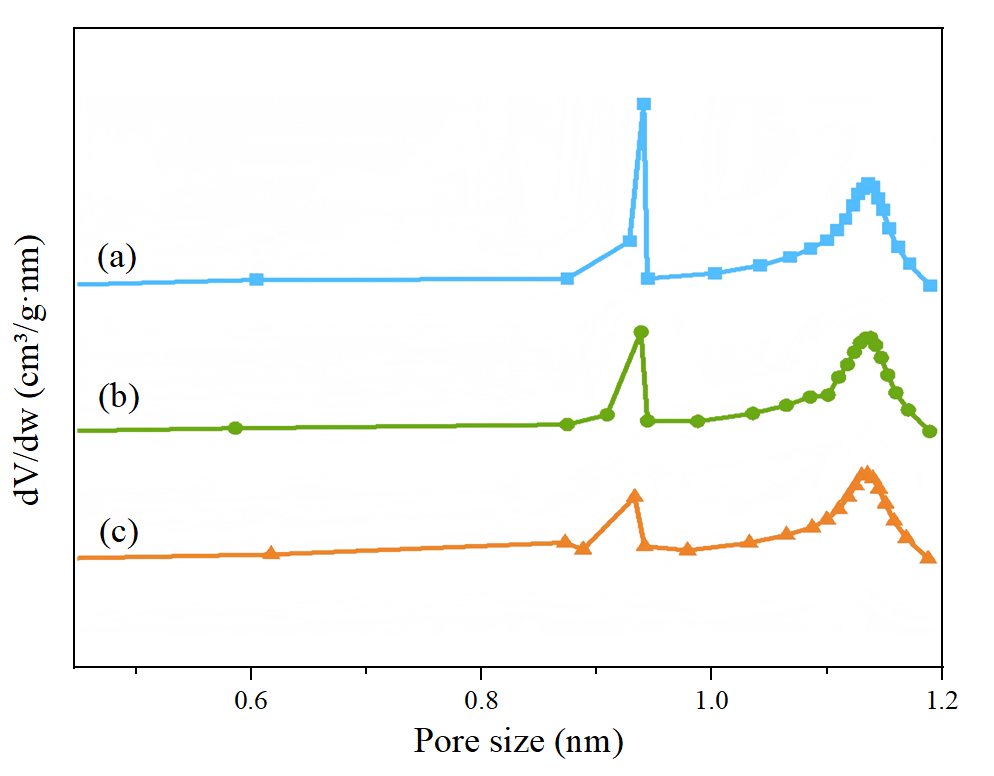 dV/dw (cm³/g·nm)
(a)
(b)
(c)
0.6 0.8 1.0 1.2
Pore size (nm)